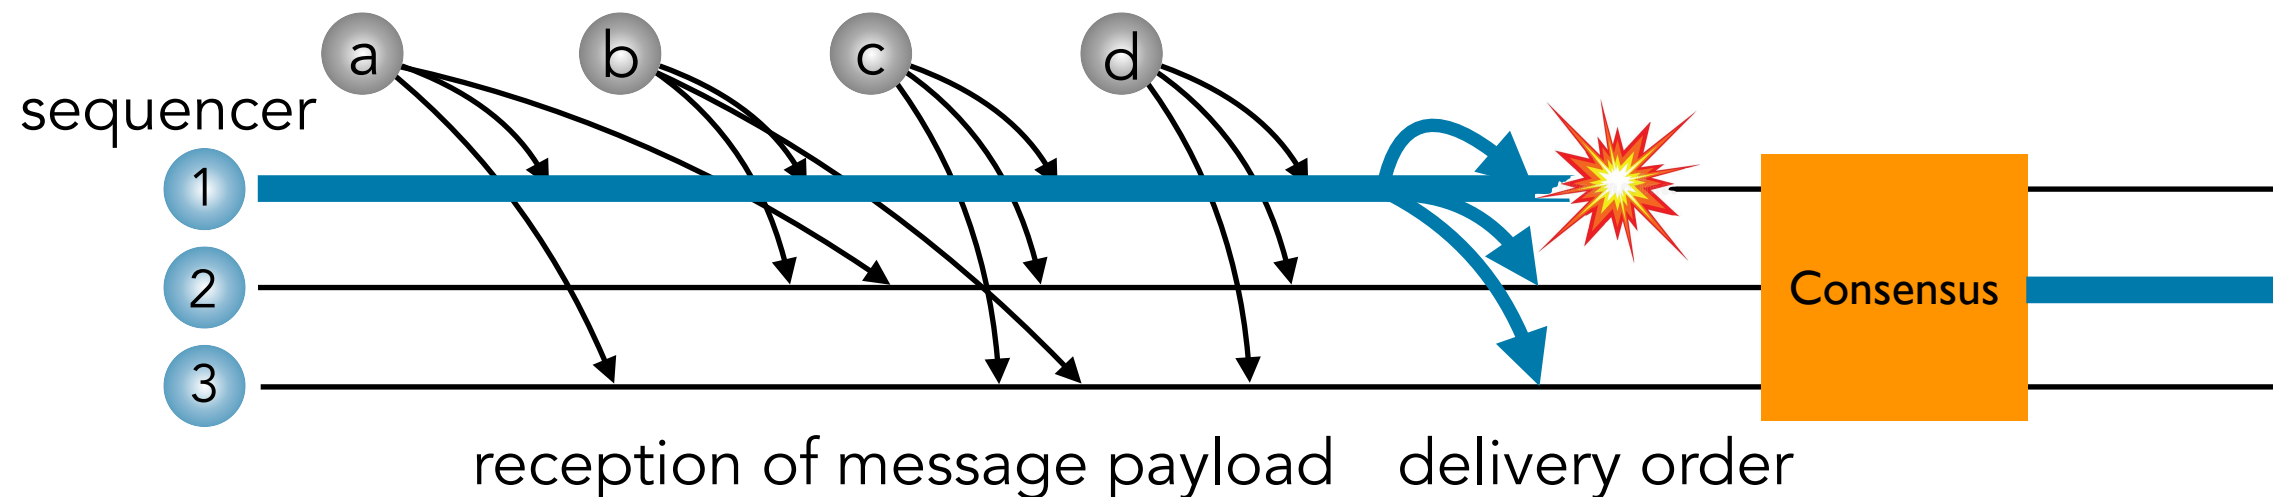 a b c d
sequencer
1
2
Consensus
3
reception of message payload delivery order